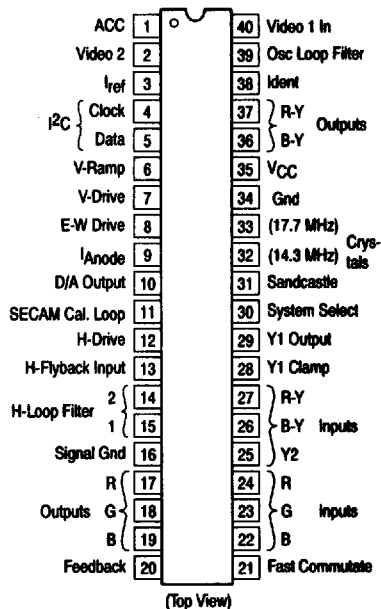 ACC 1 40 Video 1 In
Video 2 2 39 Osc Loop Filter
Iref 3 38 Ident
I2C Clock 4 37 R-Y Outputs
Data 5 36 B-Y
V-Ramp 6 35 VCC
V-Drive 7 34 Gnd
E-W Drive 8 33 (17.7 MHz) Crys-
IAnode 9 32 (14.3 MHz) tals
D/A Output 10 31 Sandcastle
SECAM Cal. Loop 11 30 System Select
H-Drive 12 29 Y1 Output
H-Flyback Input 13 28 Y1 Clamp
H-Loop Filter 2 14 27 R-Y
1 15 26 B-Y Inputs
Signal Gnd 16 25 Y2
R 17 24 R
Outputs G 18 23 G Inputs
B 19 22 B
Feedback 20 21 Fast Commutate
(Top View)